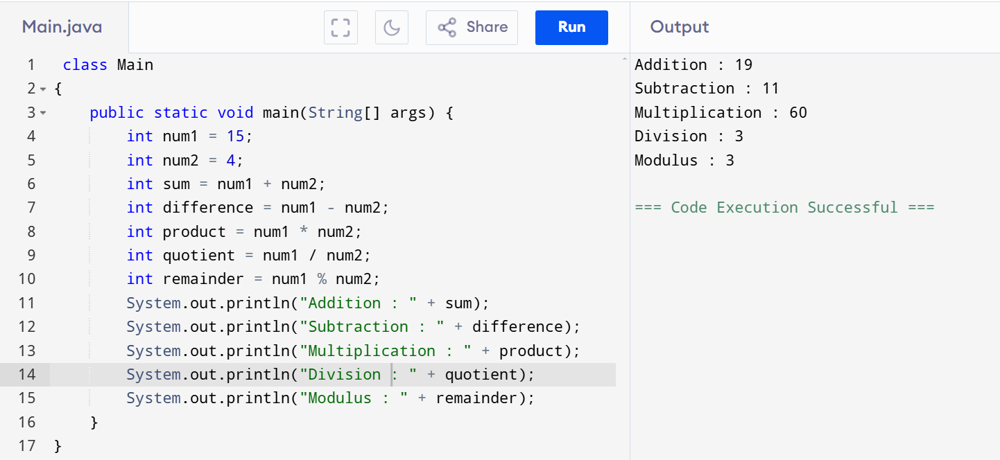 Main.java
Share
Run
Output
1 class Main
2 {
3 public static void main(String[] args) {
4 int num1 = 15;
5 int num2 = 4;
6 int sum = num1 + num2;
7 int difference = num1 - num2;
8 int product = num1 * num2;
9 int quotient = num1 / num2;
10 int remainder = num1 % num2;
11 System.out.println("Addition : " + sum);
12 System.out.println("Subtraction : " + difference);
13 System.out.println("Multiplication : " + product);
14 System.out.println("Division : " + quotient);
15 System.out.println("Modulus : " + remainder);
16 }
17 }
Addition : 19
Subtraction : 11
Multiplication : 60
Division : 3
Modulus : 3
=== Code Execution Successful ===